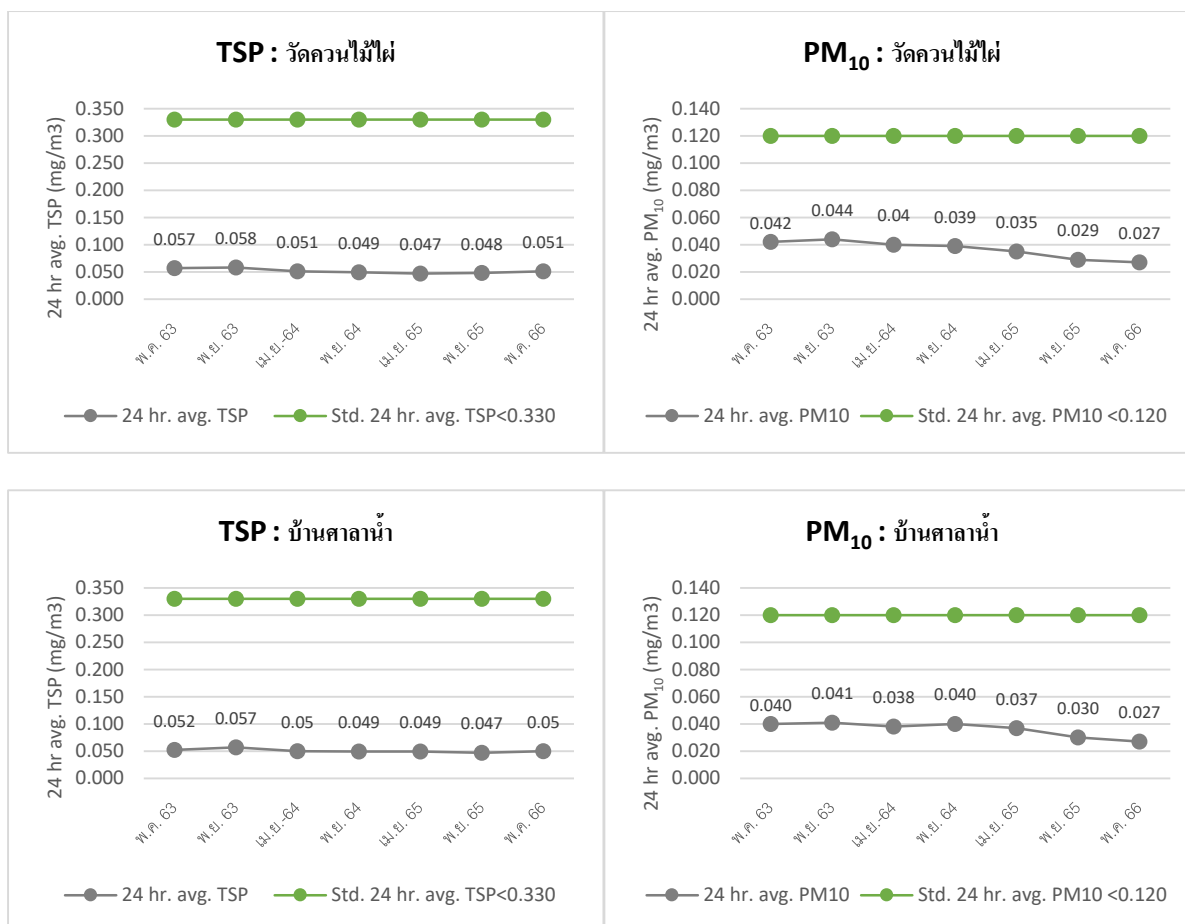 TSP : วัดควนไม้ไผ่
24 hr avg. TSP (mg/m3)
0.350
0.330
0.300
0.250
0.200
0.150
0.100
0.050
0.000
0.057 0.058 0.051 0.049 0.047 0.048 0.051
พ.ค. 63 พ.ย. 63 เม.ย.-64 พ.ย. 64 เม.ย. 65 พ.ย. 65 พ.ค. 66
24 hr. avg. TSP Std. 24 hr. avg. TSP<0.330
PM10 : วัดควนไม้ไผ่
24 hr avg. PM10 (mg/m3)
0.140
0.120
0.100
0.080
0.060
0.040
0.020
0.000
0.042 0.044 0.04 0.039 0.035 0.029 0.027
พ.ค. 63 พ.ย. 63 เม.ย.-64 พ.ย. 64 เม.ย. 65 พ.ย. 65 พ.ค. 66
24 hr. avg. PM10 Std. 24 hr. avg. PM10 <0.120
TSP : บ้านศาลาน้ำ
24 hr avg. TSP (mg/m3)
0.350
0.300
0.250
0.200
0.150
0.100
0.050
0.000
0.052 0.057 0.05 0.049 0.049 0.047 0.05
พ.ค. 63 พ.ย. 63 เม.ย.-64 พ.ย. 64 เม.ย. 65 พ.ย. 65 พ.ค. 66
24 hr. avg. TSP Std. 24 hr. avg. TSP<0.330
PM10 : บ้านศาลาน้ำ
24 hr avg. PM10 (mg/m3)
0.140
0.120
0.100
0.080
0.060
0.040
0.020
0.000
0.040 0.041 0.038 0.040 0.037 0.030 0.027
พ.ค. 63 พ.ย. 63 เม.ย.-64 พ.ย. 64 เม.ย. 65 พ.ย. 65 พ.ค. 66
24 hr. avg. PM10 Std. 24 hr. avg. PM10 <0.120